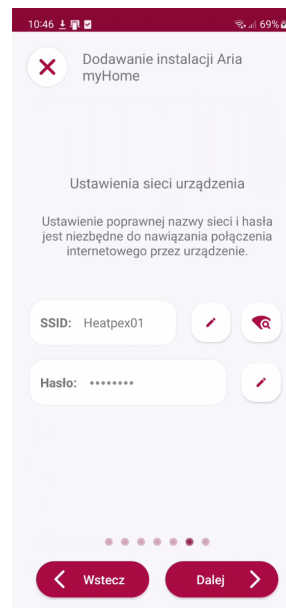 10:46 69%
Dodawanie instalacji Aria
myHome
Ustawienia sieci urządzenia
Ustawienie poprawnej nazwy sieci i hasła
jest niezbędne do nawiązania połączenia
internetowego przez urządzenie.
SSID: Heatpex01
Hasło: ••••••••
Wstecz Dalej